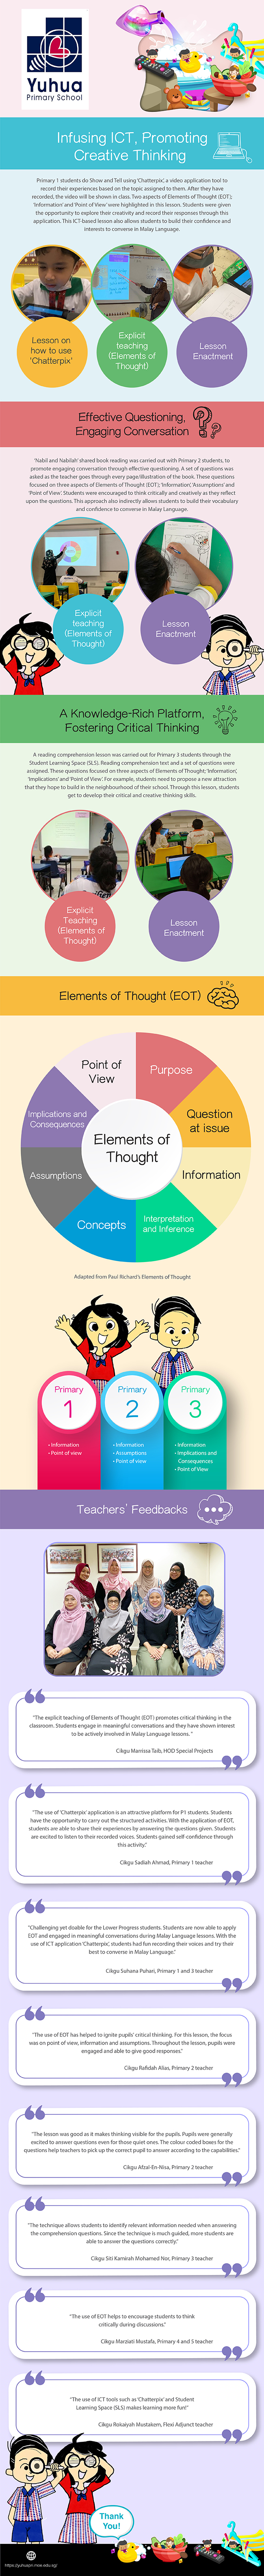 Yuhua
Primary School
Infusing ICT, Promoting
Creative Thinking
Primary 1 students do Show and Tell using 'Chatterpix', a video application tool to
record their experiences based on the topic assigned to them. After they have
recorded, the video will be shown in class. Two aspects of Elements of Thought (EOT),
'Information' and 'Point of View' were highlighted in this lesson. Students were given
the opportunity to explore their creativity and record their responses through this
application. This ICT-based lesson also allows students to build their confidence and
interests to converse in Malay Language.
Lesson on
how to use
'Chatterpix'
Explicit
teaching
(Elements of
Thought)
Lesson
Enactment
Effective Questioning,
Engaging Conversation
'Nabil and Nabilah' shared book reading was carried out with Primary 2 students, to
promote engaging conversation through effective questioning. A set of questions was
asked as the teacher goes through every page/illustration of the book. These questions
focused on three aspects of Elements of Thought (EOT); 'Information', 'Assumptions' and
'Point of View'. Students were encouraged to think critically and creatively as they reflect
upon the questions. This approach also indirectly allows students to build their vocabulary
and confidence to converse in Malay Language.
Explicit
teaching
(Elements of
Thought)
Lesson
Enactment
A Knowledge-Rich Platform,
Fostering Critical Thinking
A reading comprehension lesson was carried out for Primary 3 students through the
Student Learning Space (SLS). Reading comprehension text and a set of questions were
assigned. These questions focused on three aspects of Elements of Thought; 'Information',
'Implications' and 'Point of View'. For example, students need to propose a new attraction
that they hope to build in the neighbourhood of their school. Through this lesson, students
get to develop their critical and creative thinking skills.
Explicit
Teaching
(Elements of
Thought)
Lesson
Enactment
Elements of Thought (EOT)
Point of
View
Purpose
Implications and
Consequences
Question
at issue
Elements of
Thought
Assumptions
Information
Concepts
Interpretation
and Inference
Adapted from Paul Richard's Elements of Thought
Primary
1
Primary
2
Primary
3
• Information
• Point of view
• Information
• Assumptions
• Point of view
• Information
• Implications and
Consequences
• Point of View
Teachers' Feedbacks
"The explicit teaching of Elements of Thought (EOT) promotes critical thinking in the
classroom. Students engage in meaningful conversations and they have shown interest
to be actively involved in Malay Language lessons."
Cikgu Marrissa Taib, HOD Special Projects
"The use of 'Chatterpix' application is an attractive platform for P1 students. Students
have the opportunity to carry out the structured activities. With the application of EOT,
students are able to share their experiences by answering the questions given. Students
are excited to listen to their recorded voices. Students gained self-confidence through
this activity."
Cikgu Sadiah Ahmad, Primary 1 teacher
"Challenging yet doable for the Lower Progress students. Students are now able to apply
EOT and engaged in meaningful conversations during Malay Language lessons. With the
use of ICT application 'Chatterpix', students had fun recording their voices and try their
best to converse in Malay Language."
Cikgu Suhana Puhari, Primary 1 and 3 teacher
"The use of EOT has helped to ignite pupils' critical thinking. For this lesson, the focus
was on point of view, information and assumptions. Throughout the lesson, pupils were
engaged and able to give good responses."
Cikgu Rafidah Alias, Primary 2 teacher
"The lesson was good as it makes thinking visible for the pupils. Pupils were generally
excited to answer questions even for those quiet ones. The colour coded boxes for the
questions help teachers to pick up the correct pupil to answer according to the capabilities."
Cikgu Afzal-En-Nisa, Primary 2 teacher
"The technique allows students to identify relevant information needed when answering
the comprehension questions. Since the technique is much guided, more students are
able to answer the questions correctly."
Cikgu Siti Kamirah Mohamed Nor, Primary 3 teacher
"The use of EOT helps to encourage students to think
critically during discussions."
Cikgu Marziati Mustafa, Primary 4 and 5 teacher
"The use of ICT tools such as 'Chatterpix' and Student
Learning Space (SLS) makes learning more fun!"
Cikgu Rokaiyah Mustakom, Flexi Adjunct teacher
Thank
You!
https://yuhuapri.moe.edu.sg/